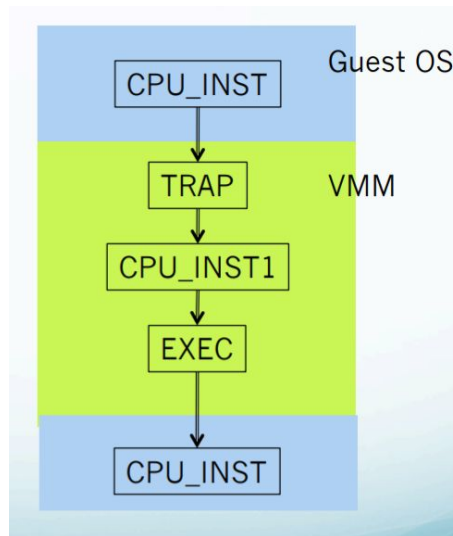 Guest OS
CPU_INST
TRAP
VMM
CPU_INST1
EXEC
CPU_INST